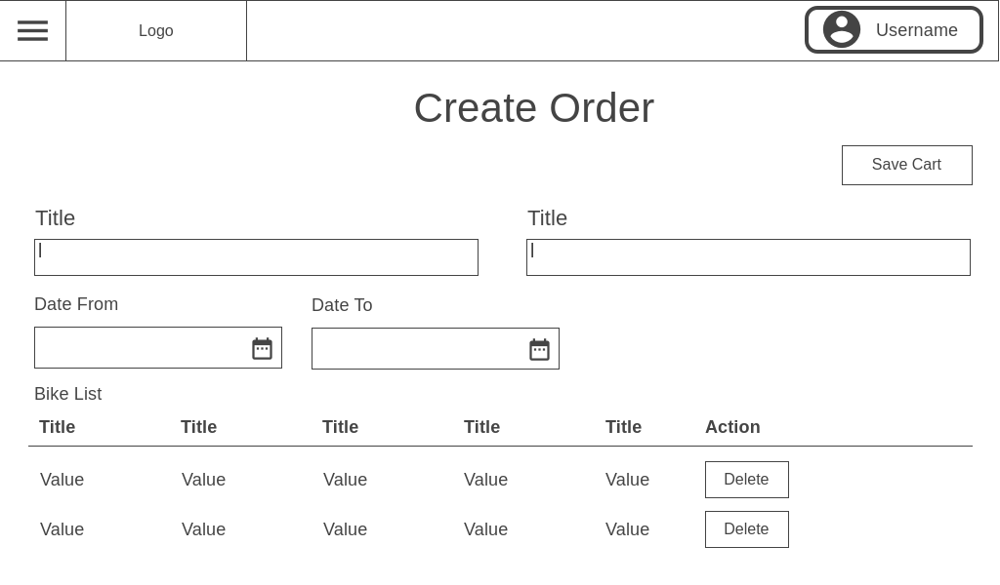 Logo
Username
Create Order
Save Cart
Title Title
Date From Date To
Bike List
Title Title Title Title Title Action
Value Value Value Value Value Delete
Value Value Value Value Value Delete